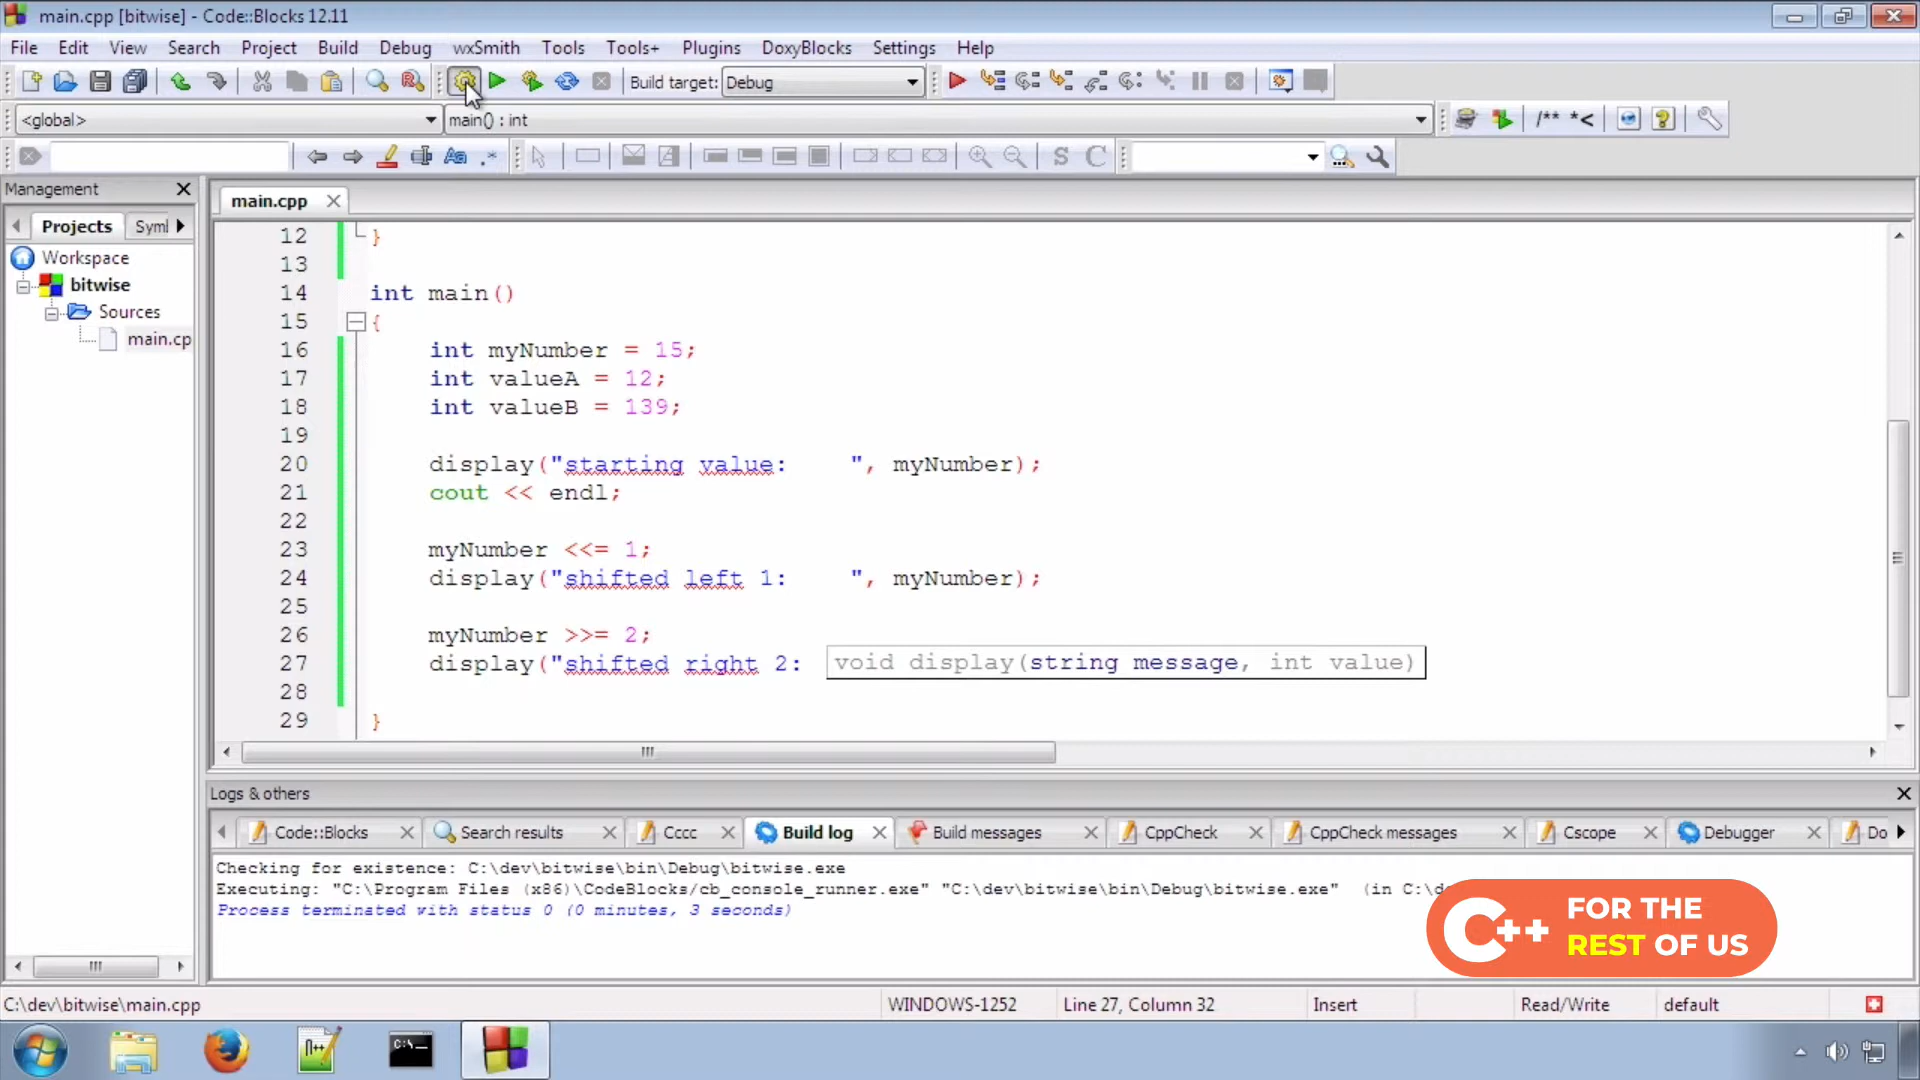 main.cpp [bitwise] - Code::Blocks 12.11
File Edit View Search Project Build Debug wxSmith Tools Tools+ Plugins DoxyBlocks Settings Help
Build target: Debug
<global> main() : int /** *<
Aa .* S C
Management
main.cpp
Projects Syml
Workspace
bitwise
Sources
main.cp
12 }
13
14 int main()
15 {
16 int myNumber = 15;
17 int valueA = 12;
18 int valueB = 139;
19
20 display("starting value:    ", myNumber);
21 cout << endl;
22
23 myNumber <<= 1;
24 display("shifted left 1:    ", myNumber);
25
26 myNumber >>= 2;
27 display("shifted right 2: void display(string message, int value)
28
29 }
Logs & others
Code::Blocks Search results Cccc Build log Build messages CppCheck CppCheck messages Cscope Debugger Do
Checking for existence: C:\dev\bitwise\bin\Debug\bitwise.exe
Executing: "C:\Program Files (x86)\CodeBlocks/cb_console_runner.exe" "C:\dev\bitwise\bin\Debug\bitwise.exe" (in C:\d
Process terminated with status 0 (0 minutes, 3 seconds)
C++ FOR THE
REST OF US
C:\dev\bitwise\main.cpp WINDOWS-1252 Line 27, Column 32 Insert Read/Write default
N++ C:\_